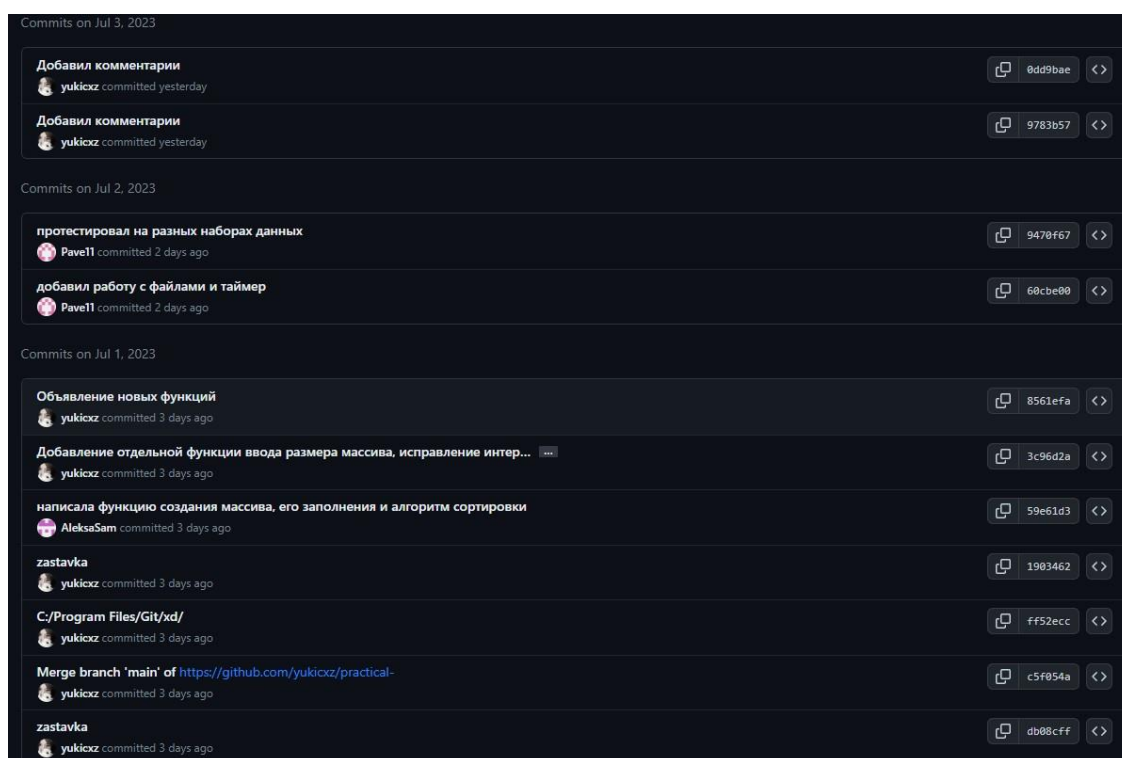 Commits on Jul 3, 2023
Добавил комментарии
0dd9bae
yukicxz committed yesterday
Добавил комментарии
9783b57
yukicxz committed yesterday
Commits on Jul 2, 2023
протестировал на разных наборах данных
9470f67
Pave11 committed 2 days ago
добавил работу с файлами и таймер
60cbe00
Pave11 committed 2 days ago
Commits on Jul 1, 2023
Объявление новых функций
8561efa
yukicxz committed 3 days ago
Добавление отдельной функции ввода размера массива, исправление интер... ...
3c96d2a
yukicxz committed 3 days ago
написала функцию создания массива, его заполнения и алгоритм сортировки
59e61d3
AleksaSam committed 3 days ago
zastavka
1903462
yukicxz committed 3 days ago
C:/Program Files/Git/xd/
ff52ecc
yukicxz committed 3 days ago
Merge branch 'main' of https://github.com/yukicxz/practical-
c5f054a
yukicxz committed 3 days ago
zastavka
db08cff
yukicxz committed 3 days ago